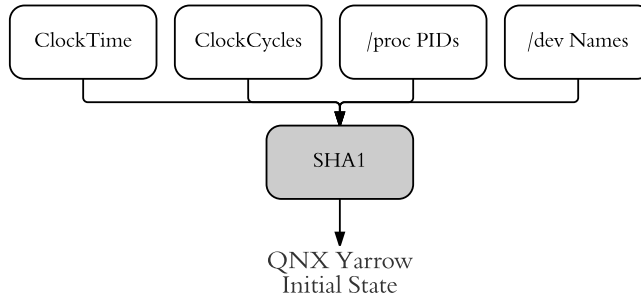 ClockTime
ClockCycles
/proc PIDs
/dev Names
SHA1
QNX Yarrow
Initial State